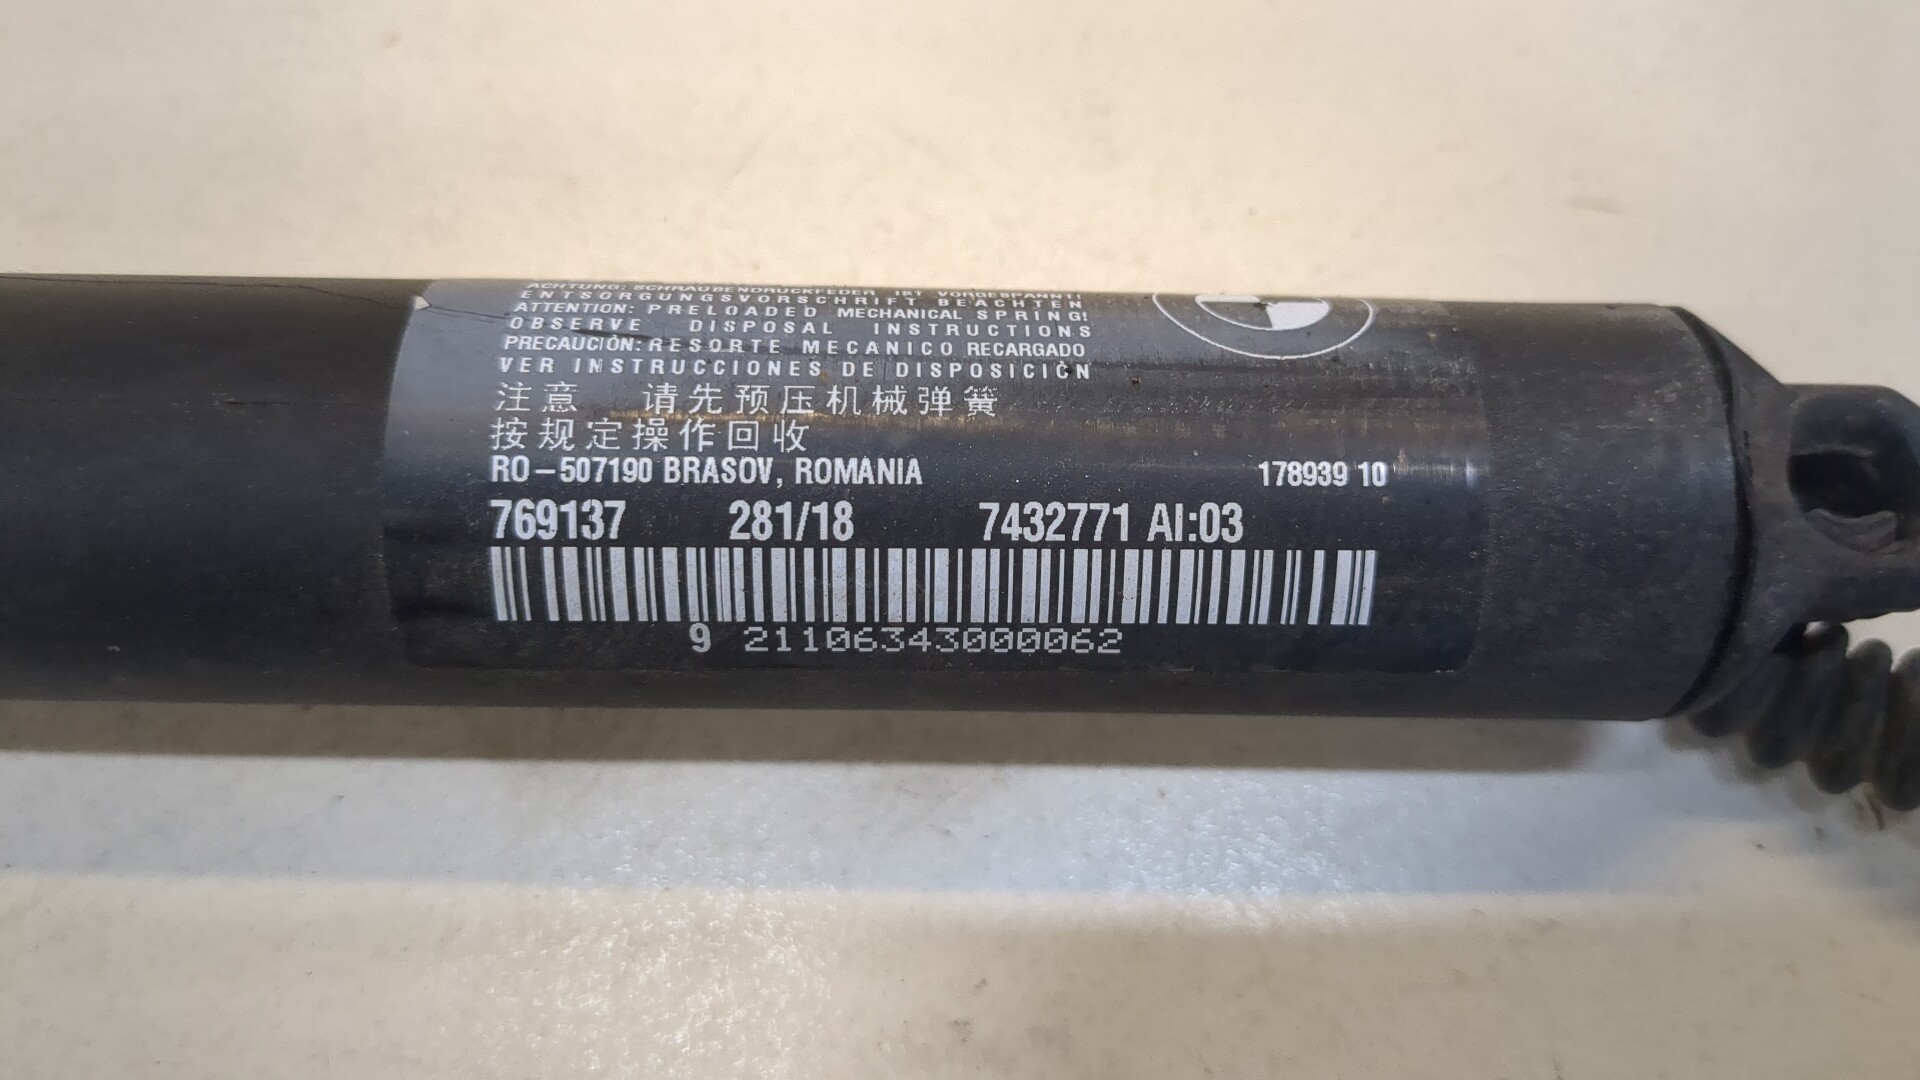 ACHTUNG: SCHRAUBENDRUCKFEDER IST VORGESPANNT!
ENTSORGUNGSVORSCHRIFT BEACHTEN
ATTENTION: PRELOADED MECHANICAL SPRING!
OBSERVE DISPOSAL INSTRUCTIONS
PRECAUCIÓN: RESORTE MECANICO RECARGADO
VER INSTRUCCIONES DE DISPOSICIÓN
注意 请先预压机械弹簧
按规定操作回收
RO-507190 BRASOV, ROMANIA 178939 10
769137 281/18 7432771 AI:03
9 21106343000062